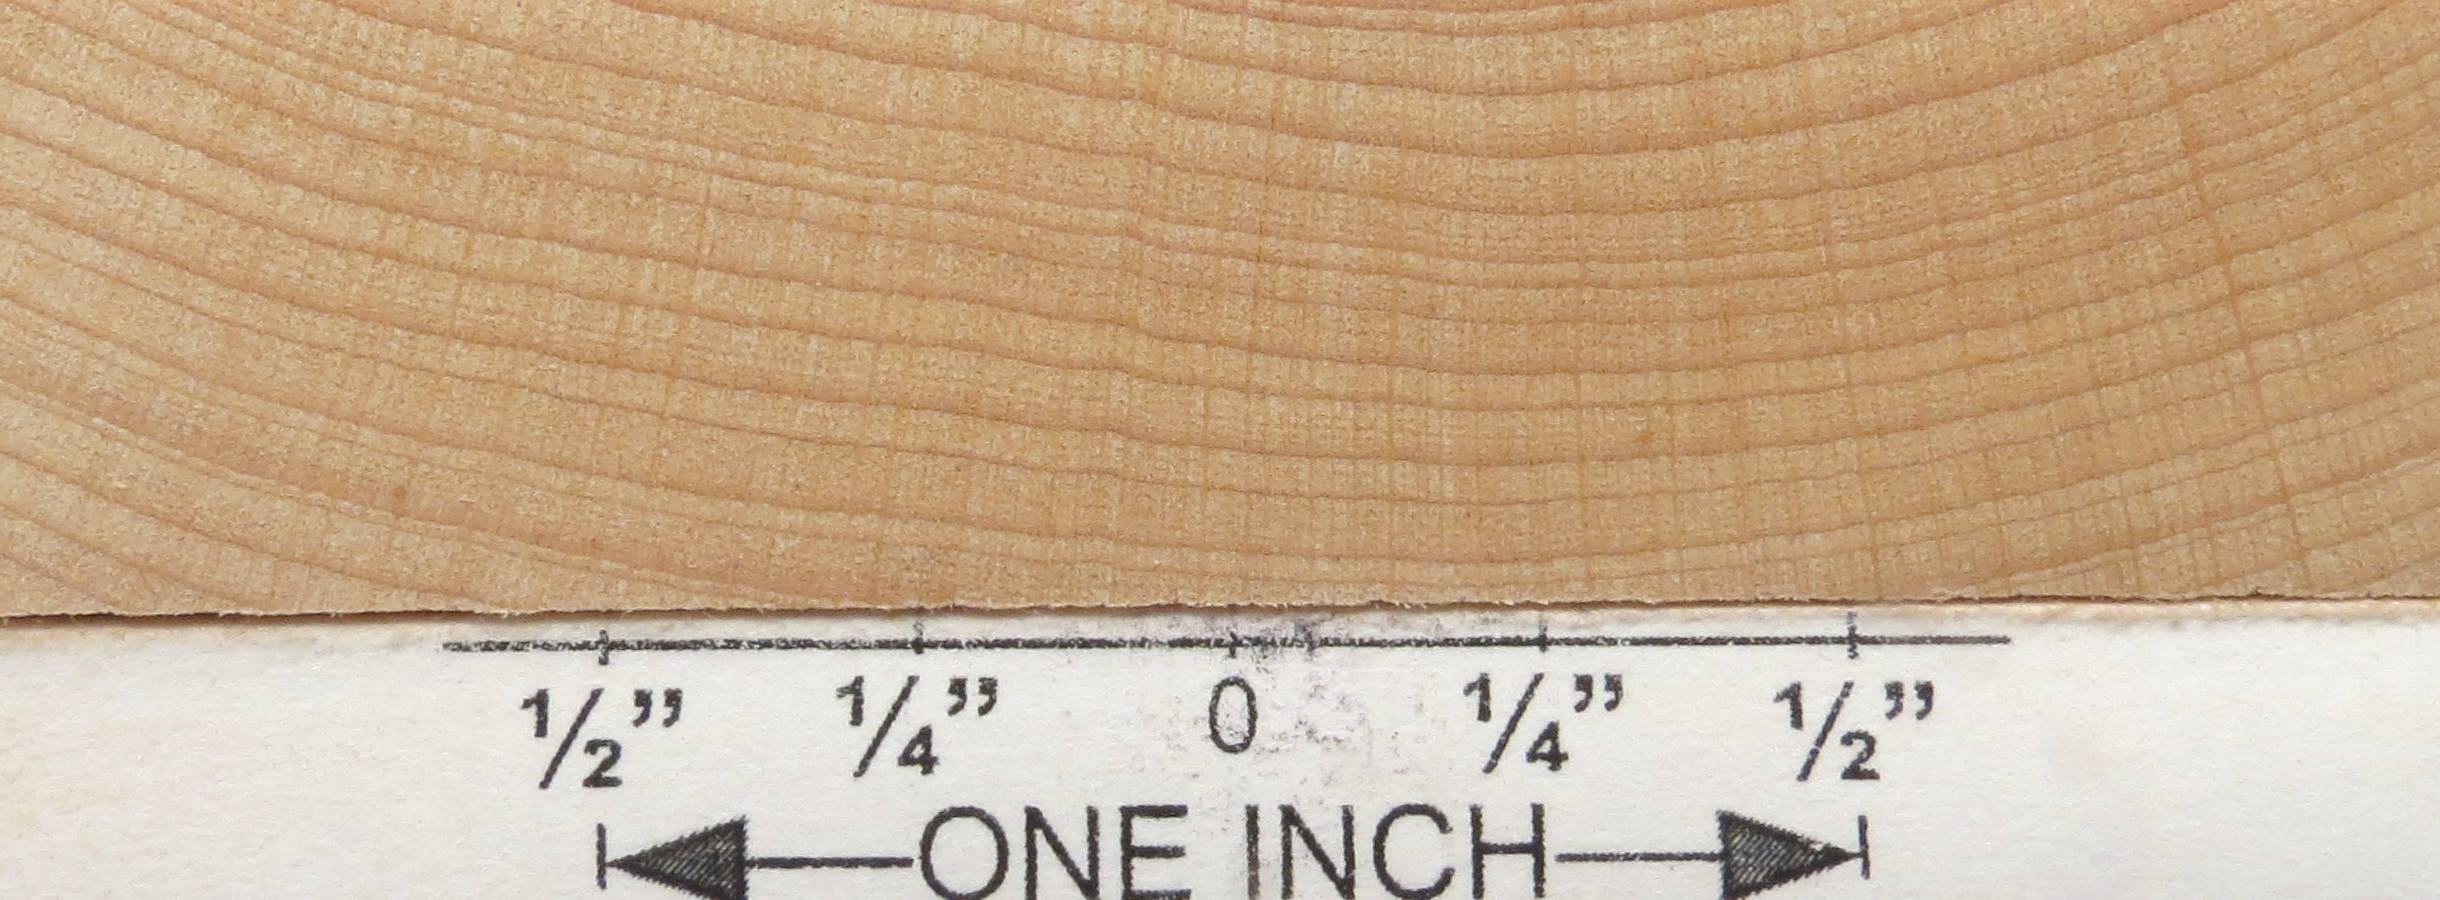 1/2” 1/4” 0 1/4” 1/2”
ONE INCH